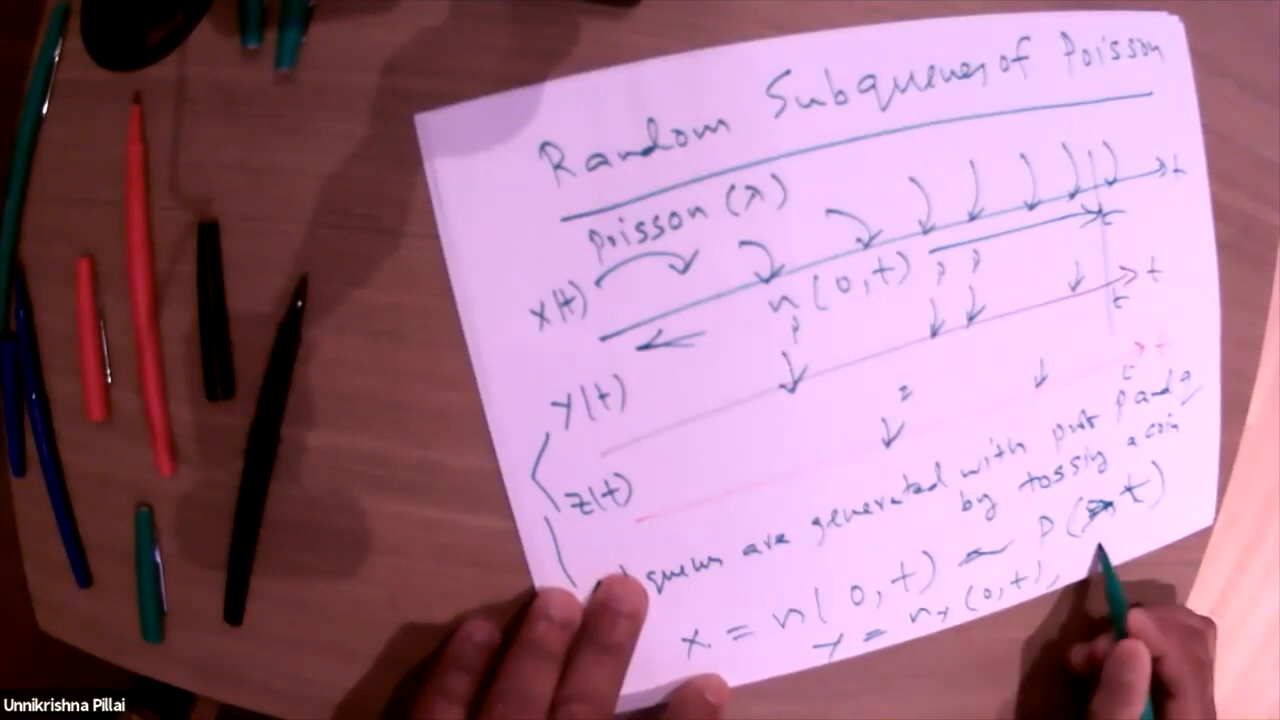 Random Subqueues of Poisson
Poisson (λ)
x(t)
t
n(0,t)
t
p
p p
y(t)
t
t
z(t)
q
t
t
queues are generated with prob p and q
by tossing a coin
x = n(0,t) ~ P(λt)
y = ny(0,t),
Unnikrishna Pillai